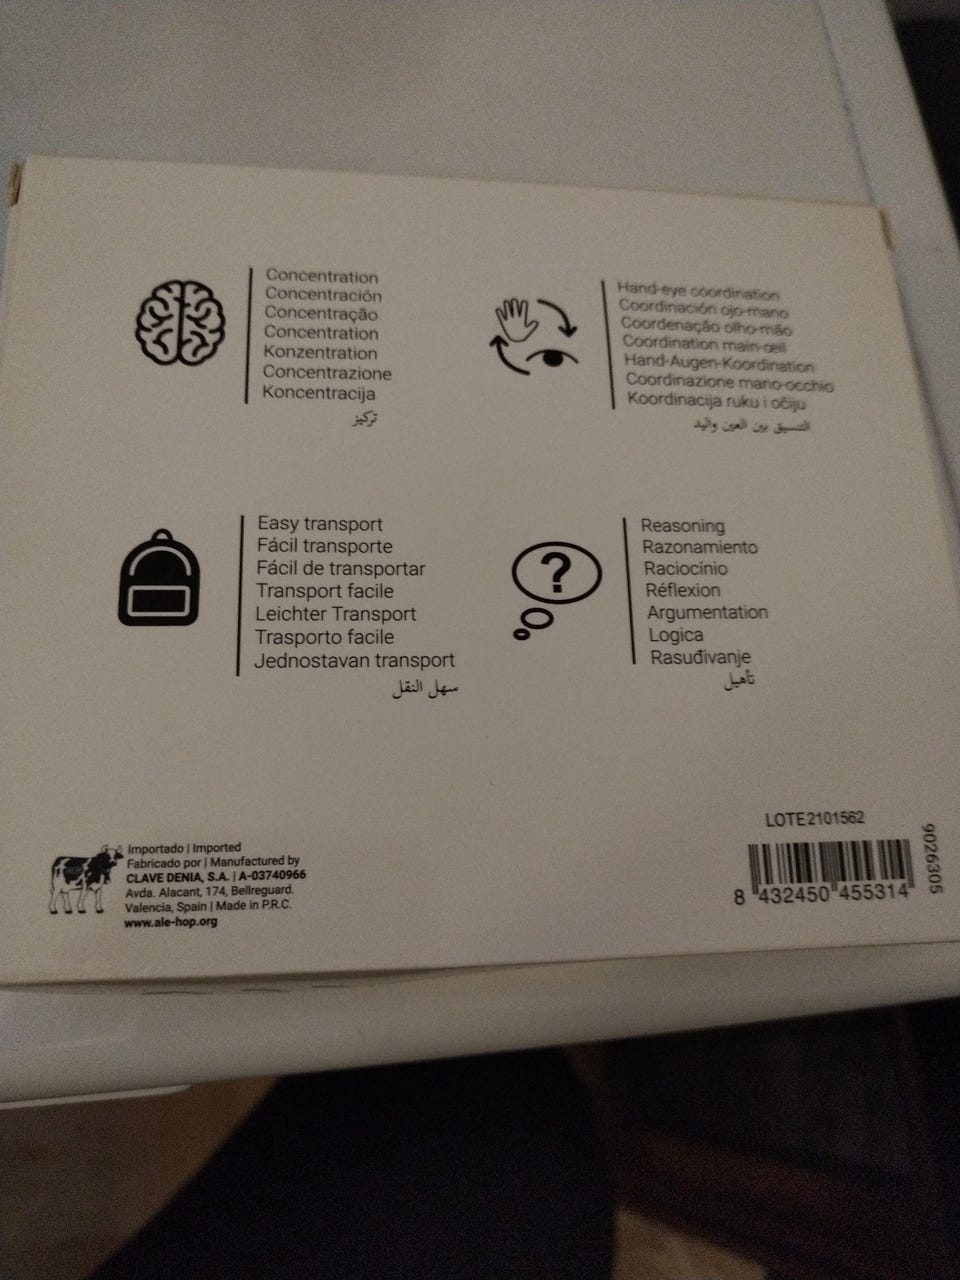 Concentration
Concentración
Concentração
Concentration
Konzentration
Concentrazione
Koncentracija
تركيز
Hand-eye coordination
Coordinación ojo-mano
Coordenação olho-mão
Coordination main-œil
Hand-Augen-Koordination
Coordinazione mano-occhio
Koordinacija ruku i očiju
التنسيق بين العين واليد
Easy transport
Fácil transporte
Fácil de transportar
Transport facile
Leichter Transport
Trasporto facile
Jednostavan transport
سهل النقل
?
Reasoning
Razonamiento
Raciocínio
Réflexion
Argumentation
Logica
Rasuđivanje
تأهيل
Importado | Imported
Fabricado por | Manufactured by
CLAVE DENIA, S.A. | A-03740966
Avda. Alacant, 174, Bellreguard.
Valencia, Spain | Made in P.R.C.
www.ale-hop.org
LOTE2101562
8 432450 455314
9026305